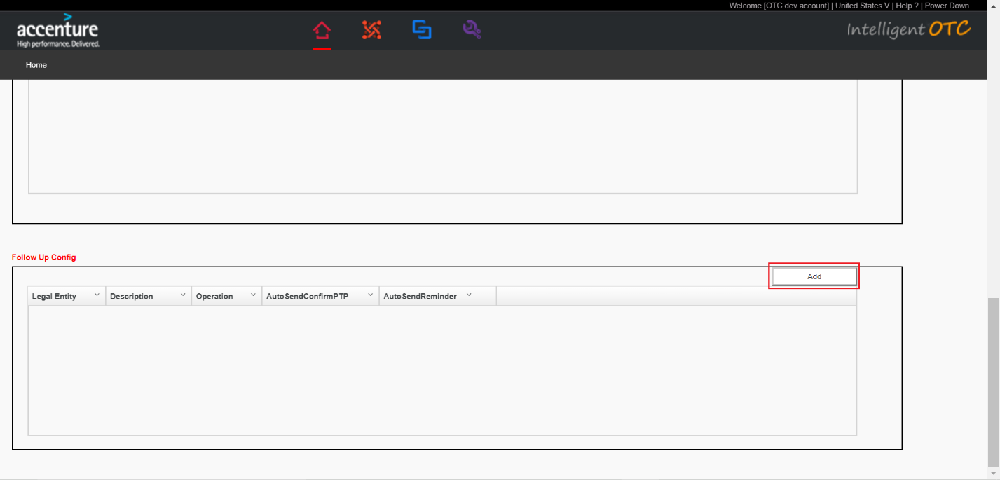 Welcome [OTC dev account] | United States V | Help ? | Power Down
accenture
High performance. Delivered.
Intelligent OTC
Home
Follow Up Config
Add
Legal Entity Description Operation AutoSendConfirmPTP AutoSendReminder